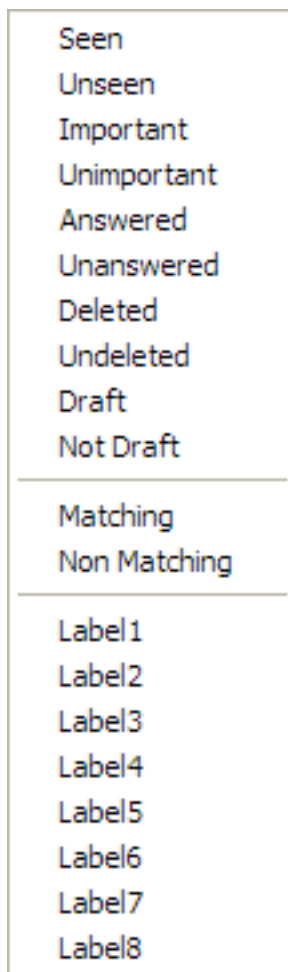 Seen
Unseen
Important
Unimportant
Answered
Unanswered
Deleted
Undeleted
Draft
Not Draft
Matching
Non Matching
Label1
Label2
Label3
Label4
Label5
Label6
Label7
Label8